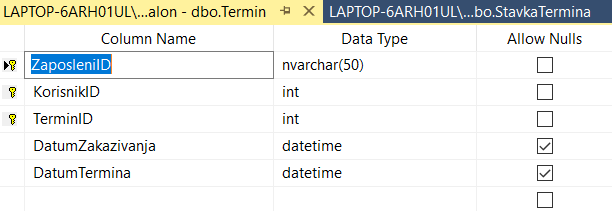 LAPTOP-6ARH01UL\...alon - dbo.Termin
LAPTOP-6ARH01UL\...bo.StavkaTermina
Column Name Data Type Allow Nulls
ZaposleniID nvarchar(50)
KorisnikID int
TerminID int
DatumZakazivanja datetime
DatumTermina datetime